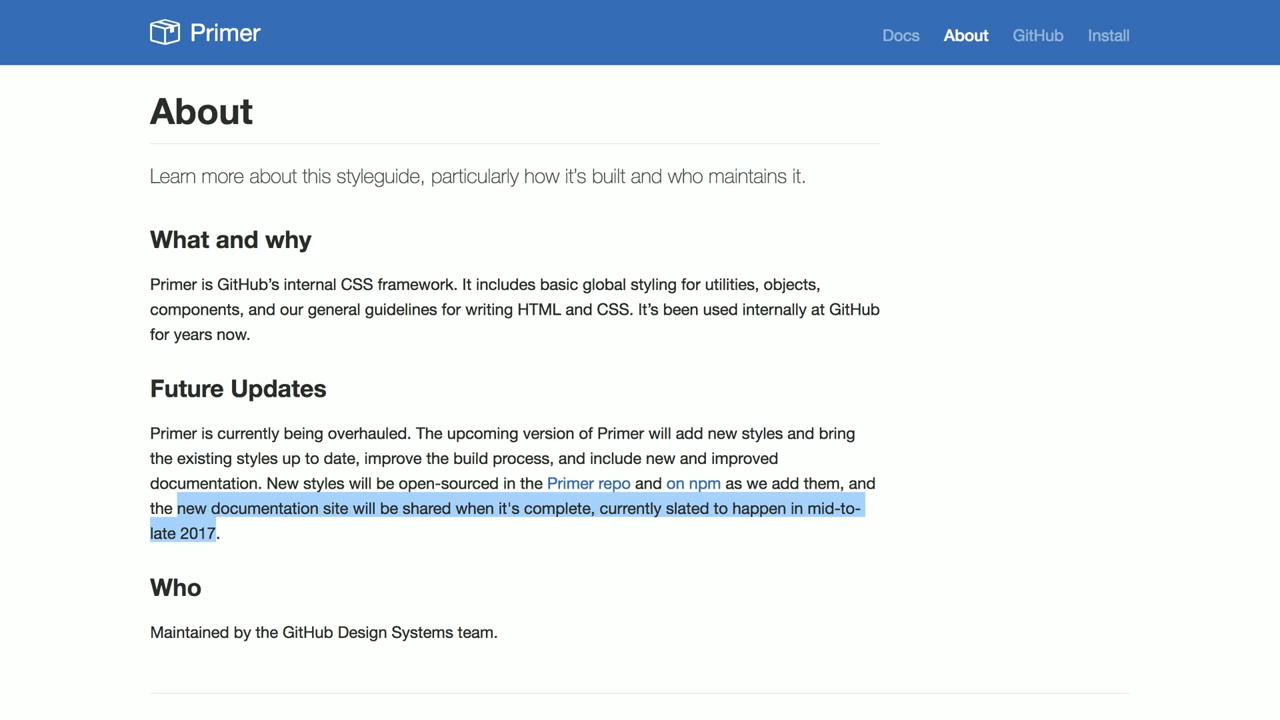 Primer
Docs About GitHub Install
About
Learn more about this styleguide, particularly how it's built and who maintains it.
What and why
Primer is GitHub’s internal CSS framework. It includes basic global styling for utilities, objects,
components, and our general guidelines for writing HTML and CSS. It’s been used internally at GitHub
for years now.
Future Updates
Primer is currently being overhauled. The upcoming version of Primer will add new styles and bring
the existing styles up to date, improve the build process, and include new and improved
documentation. New styles will be open-sourced in the Primer repo and on npm as we add them, and
the new documentation site will be shared when it's complete, currently slated to happen in mid-to-
late 2017.
Who
Maintained by the GitHub Design Systems team.